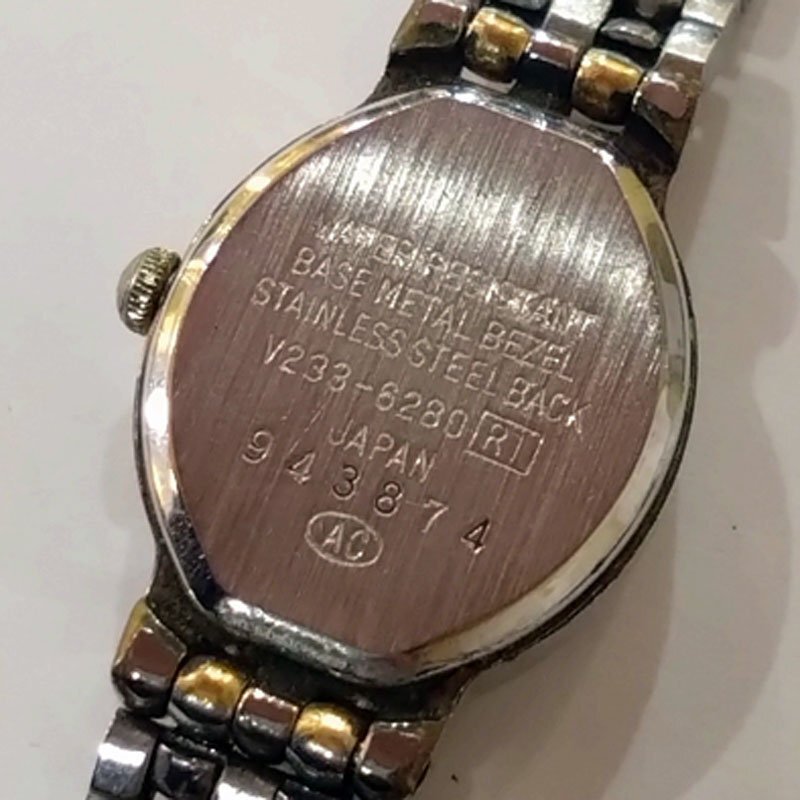 WATER RESISTANT
BASE METAL BEZEL
STAINLESS STEEL BACK
V233-6280 R1
JAPAN
943874
AC